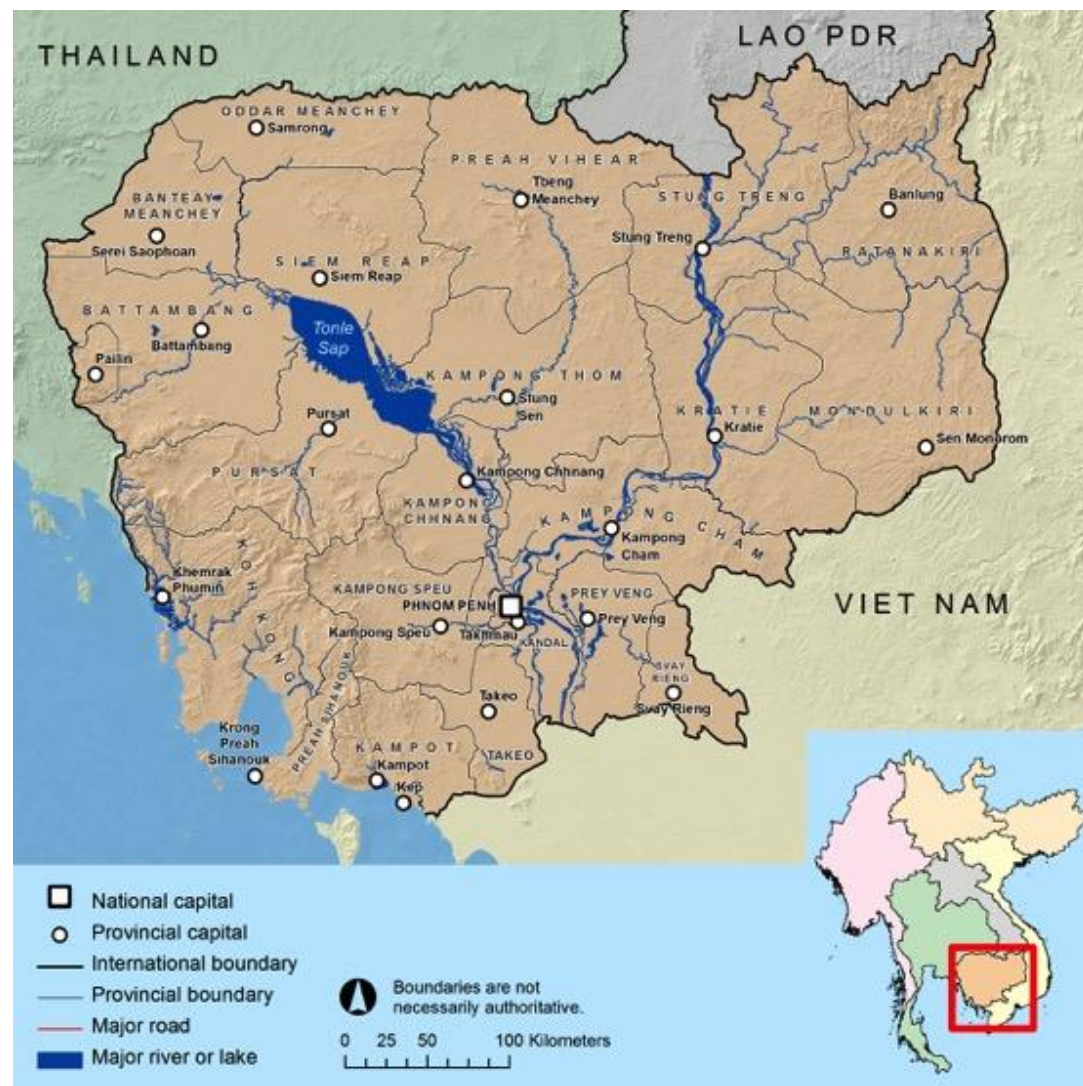 THAILAND
LAO PDR
ODDAR MEANCHEY
Samrong
PREAH VIHEAR
Tbeng
Meanchey
STUNG TRENG
Banlung
BANTEAY
MEANCHEY
Serei Saophoan
Stung Treng
RATANAKIRI
SIEM REAP
Siem Reap
BATTAMBANG
Battambang
Tonle
Sap
Pailin
KAMPONG THOM
Stung
Sen
Pursat
KRATIE
Kratie
MONDULKIRI
Sen Monorom
PURSAT
Kampong Chhnang
KAMPONG
CHHNANG
KAMPONG CHAM
Kampong
Cham
KOH KONG
Khemrak
Phumin
KAMPONG SPEU
PHNOM PENH
PREY VENG
Prey Veng
VIET NAM
Kampong Speu
Takhmau
KANDAL
SVAY
RIENG
Svay Rieng
PREAH SIHANOUK
Takeo
Krong
Preah
Sihanouk
KAMPOT
Kampot
TAKEO
Kep
National capital
Provincial capital
International boundary
Provincial boundary
Major road
Major river or lake
Boundaries are not
necessarily authoritative.
0 25 50 100 Kilometers